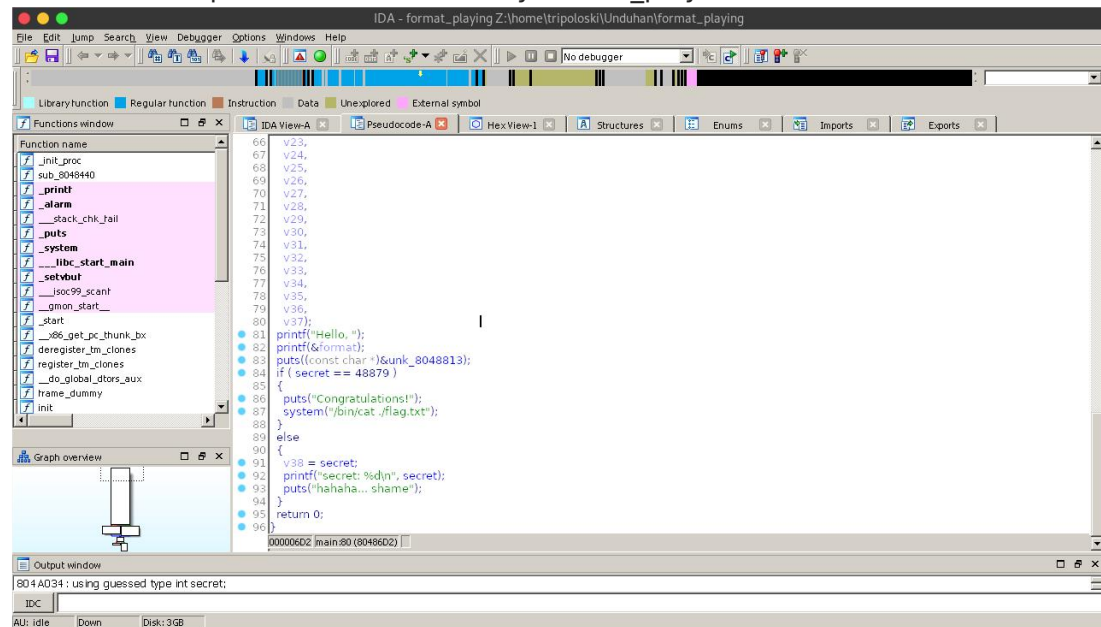 IDA - format_playing Z:\home\tripoloski\Unduhan\format_playing
File Edit Jump Search View Debugger Options Windows Help
No debugger
Library function Regular function Instruction Data Unexplored External symbol
Functions window
IDA View-A Pseudocode-A Hex View-1 Structures Enums Imports Exports
Function name
_init_proc
sub_8048440
_printf
_alarm
___stack_chk_fail
_puts
_system
___libc_start_main
_setvbuf
___isoc99_scanf
__gmon_start__
_start
__x86_get_pc_thunk_bx
deregister_tm_clones
register_tm_clones
__do_global_dtors_aux
frame_dummy
init
Graph overview
66 v23,
67 v24,
68 v25,
69 v26,
70 v27,
71 v28,
72 v29,
73 v30,
74 v31,
75 v32,
76 v33,
77 v34,
78 v35,
79 v36,
80 v37);
81 printf("Hello, ");
82 printf(&format);
83 puts((const char *)&unk_8048813);
84 if ( secret == 48879 )
85 {
86 puts("Congratulations!");
87 system("/bin/cat ./flag.txt");
88 }
89 else
90 {
91 v38 = secret;
92 printf("secret: %d\n", secret);
93 puts("hahaha... shame");
94 }
95 return 0;
96 }
000006D2 main:80 (80486D2)
Output window
804A034: using guessed type int secret;
IDC
AU: idle Down Disk: 3GB